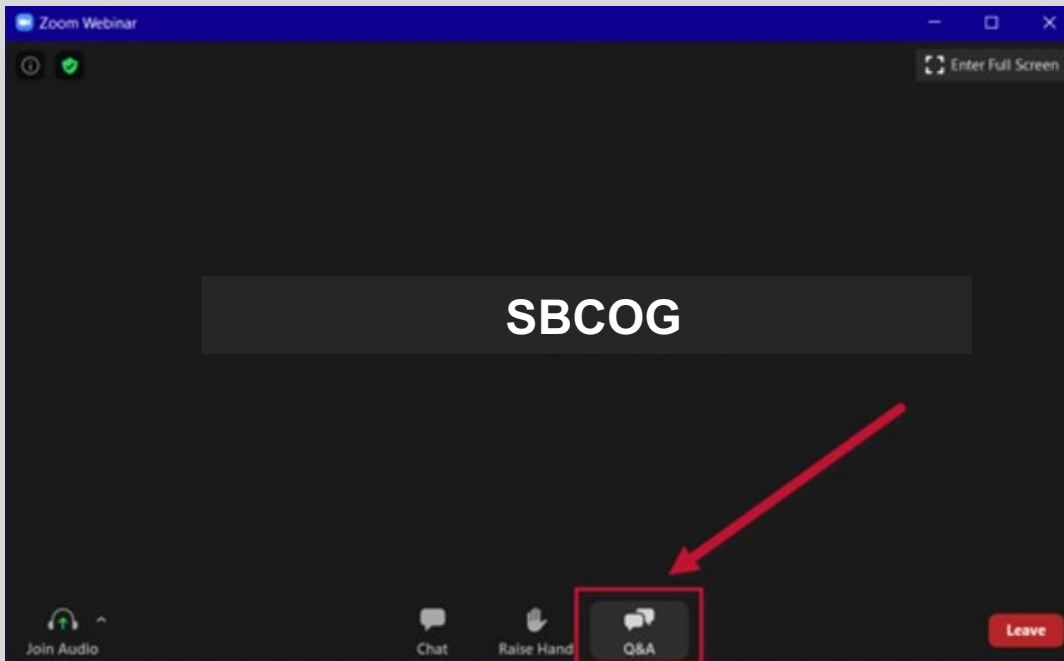 Zoom Webinar
Enter Full Screen
SBCOG
Join Audio
Chat
Raise Hand
Q&A
Leave